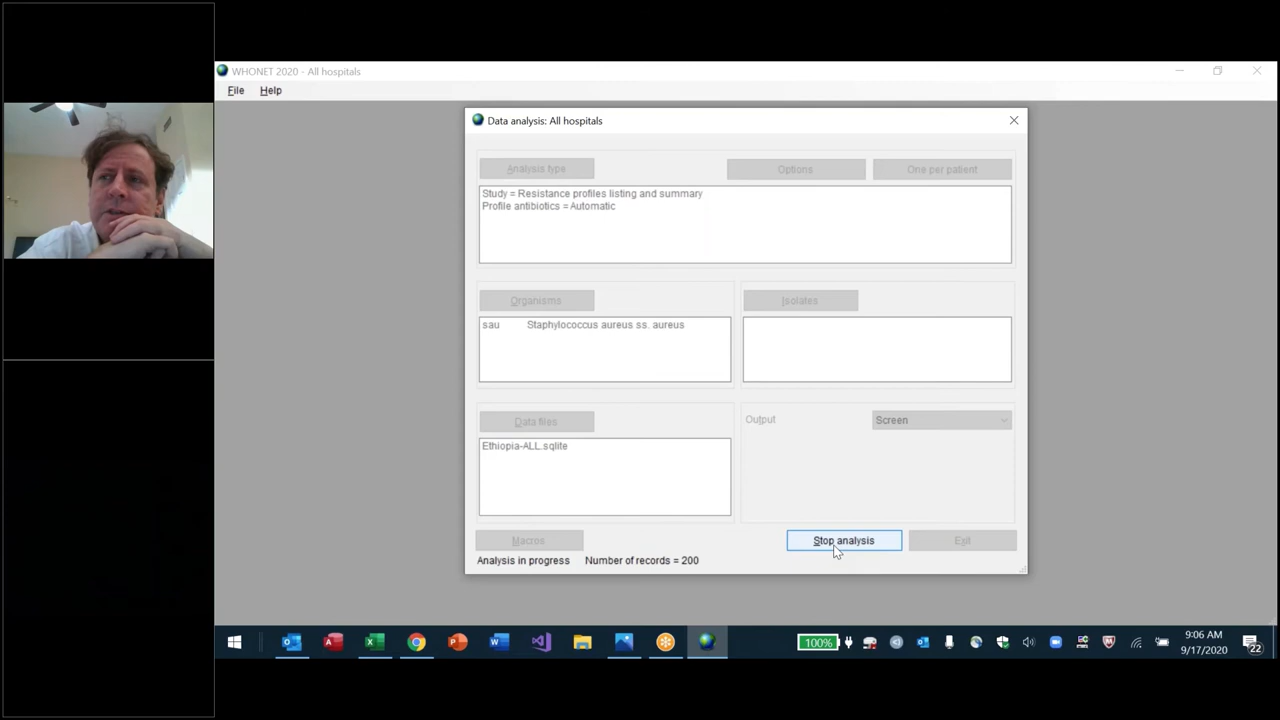 WHONET 2020 - All hospitals
File Help
Data analysis: All hospitals
Analysis type
Options
One per patient
Study = Resistance profiles listing and summary
Profile antibiotics = Automatic
Organisms
Isolates
sau Staphylococcus aureus ss. aureus
Data files
Output
Screen
Ethiopia-ALL.sqlite
Macros
Stop analysis
Exit
Analysis in progress Number of records = 200
100%
9:06 AM
9/17/2020
22